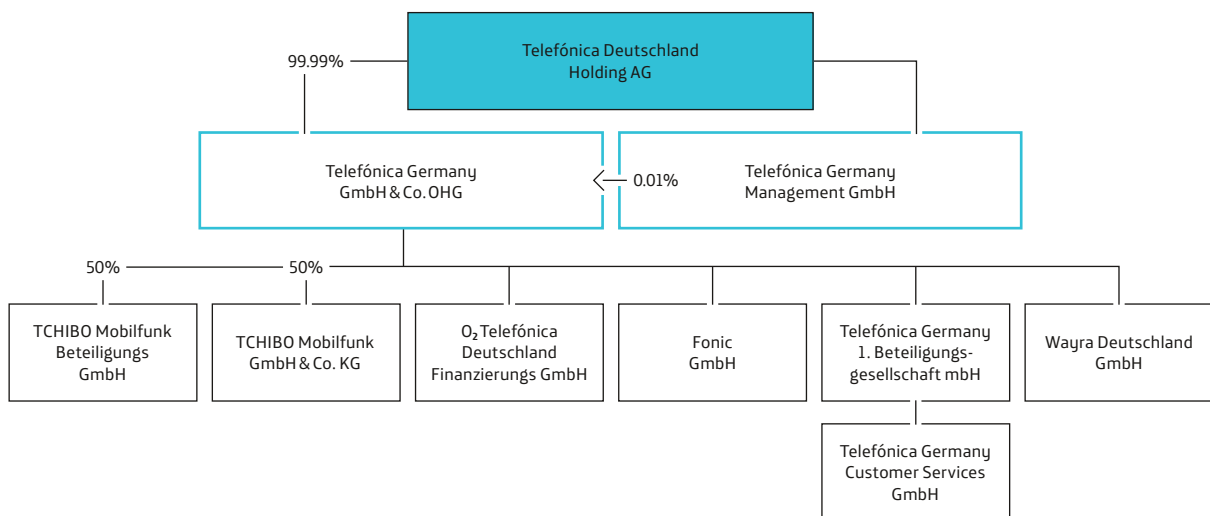 Telefónica Deutschland
Holding AG
99.99%
Telefónica Germany
GmbH & Co. OHG
0.01%
Telefónica Germany
Management GmbH
50%
50%
TCHIBO Mobilfunk
Beteiligungs
GmbH
TCHIBO Mobilfunk
GmbH & Co. KG
O₂ Telefónica
Deutschland
Finanzierungs GmbH
Fonic
GmbH
Telefónica Germany
1. Beteiligungs-
gesellschaft mbH
Wayra Deutschland
GmbH
Telefónica Germany
Customer Services
GmbH